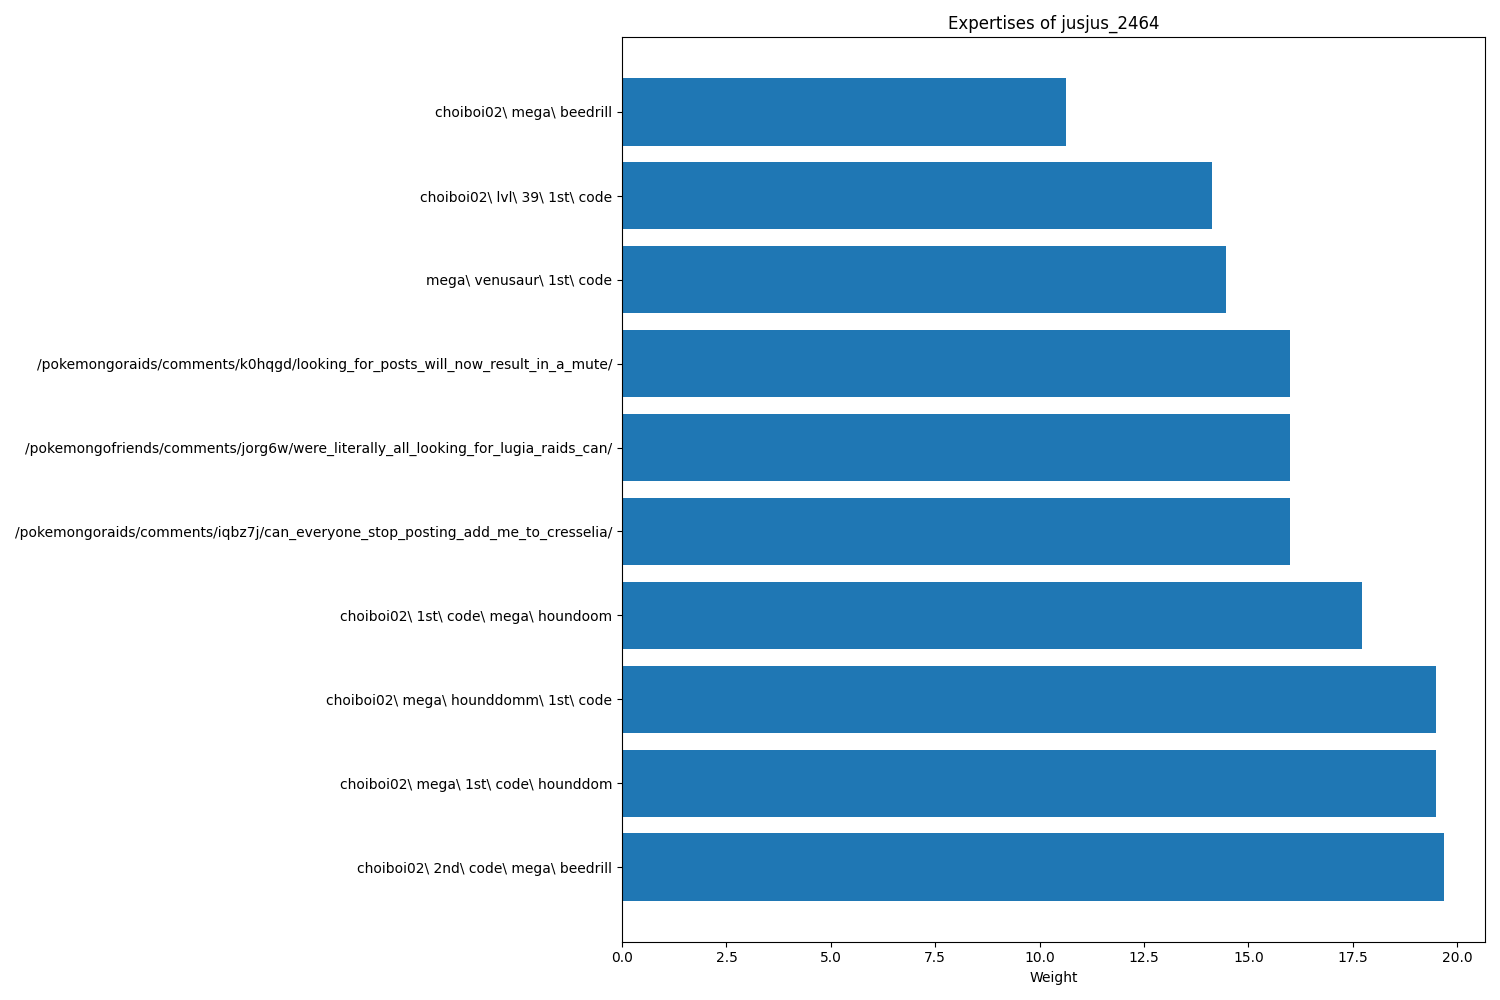 Expertises of jusjus_2464
choiboi02\ mega\ beedrill
choiboi02\ lvl\ 39\ 1st\ code
mega\ venusaur\ 1st\ code
/pokemongoraids/comments/k0hqgd/looking_for_posts_will_now_result_in_a_mute/
/pokemongofriends/comments/jorg6w/were_literally_all_looking_for_lugia_raids_can/
/pokemongoraids/comments/iqbz7j/can_everyone_stop_posting_add_me_to_cresselia/
choiboi02\ 1st\ code\ mega\ houndoom
choiboi02\ mega\ hounddomm\ 1st\ code
choiboi02\ mega\ 1st\ code\ hounddom
choiboi02\ 2nd\ code\ mega\ beedrill
0.0 2.5 5.0 7.5 10.0 12.5 15.0 17.5 20.0
Weight